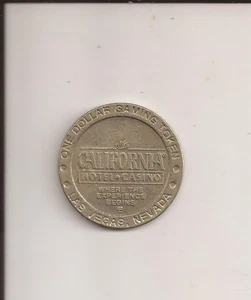 ONE DOLLAR GAMING TOKEN
the
CALIFORNIA
HOTEL • CASINO
WHERE THE
EXPERIENCE
BEGINS
LAS VEGAS, NEVADA